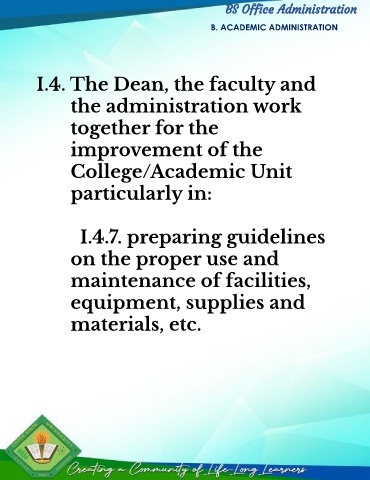 BS Office Administration
B. ACADEMIC ADMINISTRATION
I.4. The Dean, the faculty and
the administration work
together for the
improvement of the
College/Academic Unit
particularly in:
I.4.7. preparing guidelines
on the proper use and
maintenance of facilities,
equipment, supplies and
materials, etc.
Creating a Community of Life-Long Learners